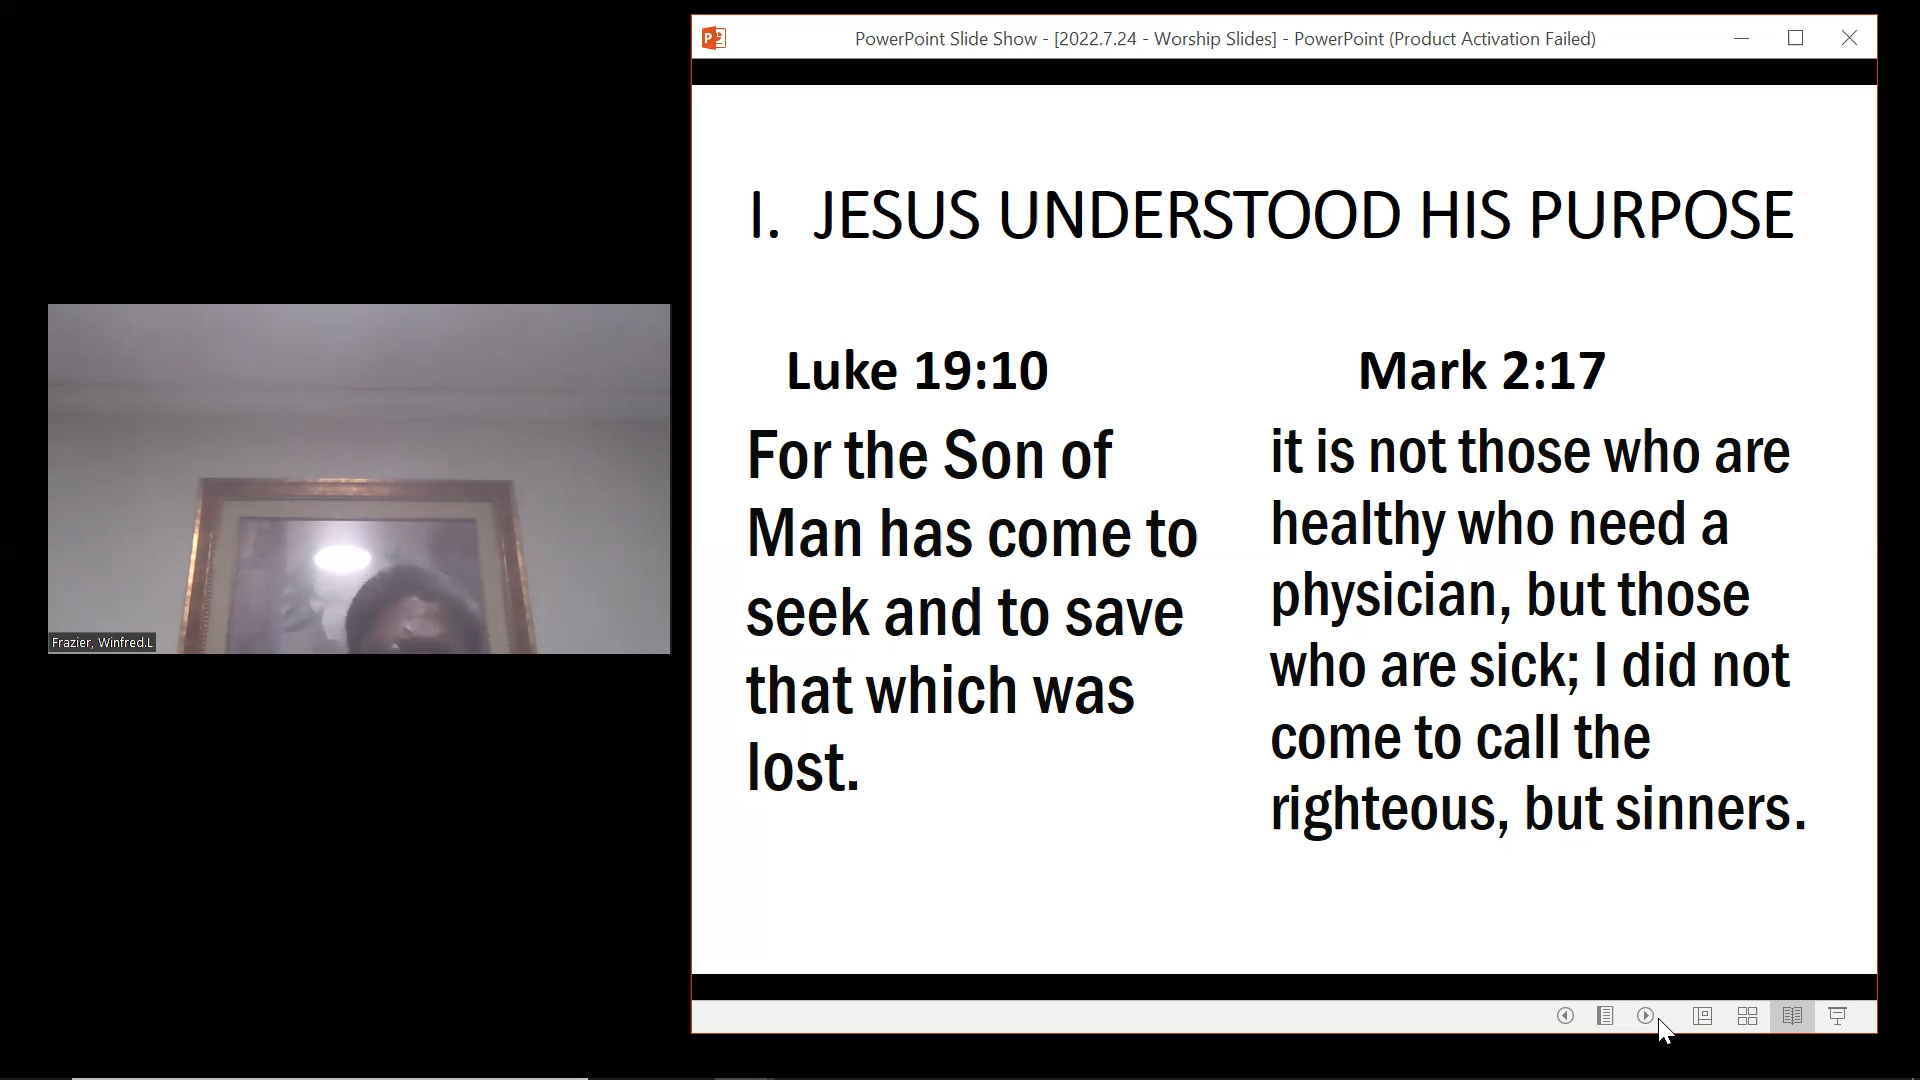 PowerPoint Slide Show - [2022.7.24 - Worship Slides] - PowerPoint (Product Activation Failed)
I. JESUS UNDERSTOOD HIS PURPOSE
Luke 19:10
For the Son of
Man has come to
seek and to save
that which was
lost.
Mark 2:17
it is not those who are
healthy who need a
physician, but those
who are sick; I did not
come to call the
righteous, but sinners.
Frazier, Winfred.L